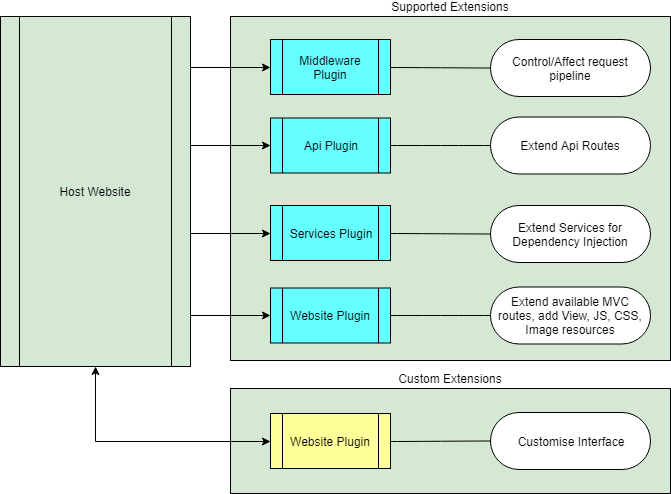 Supported Extensions
Host Website
Middleware
Plugin
Control/Affect request
pipeline
Api Plugin
Extend Api Routes
Services Plugin
Extend Services for
Dependency Injection
Website Plugin
Extend available MVC
routes, add View, JS, CSS,
Image resources
Custom Extensions
Website Plugin
Customise Interface